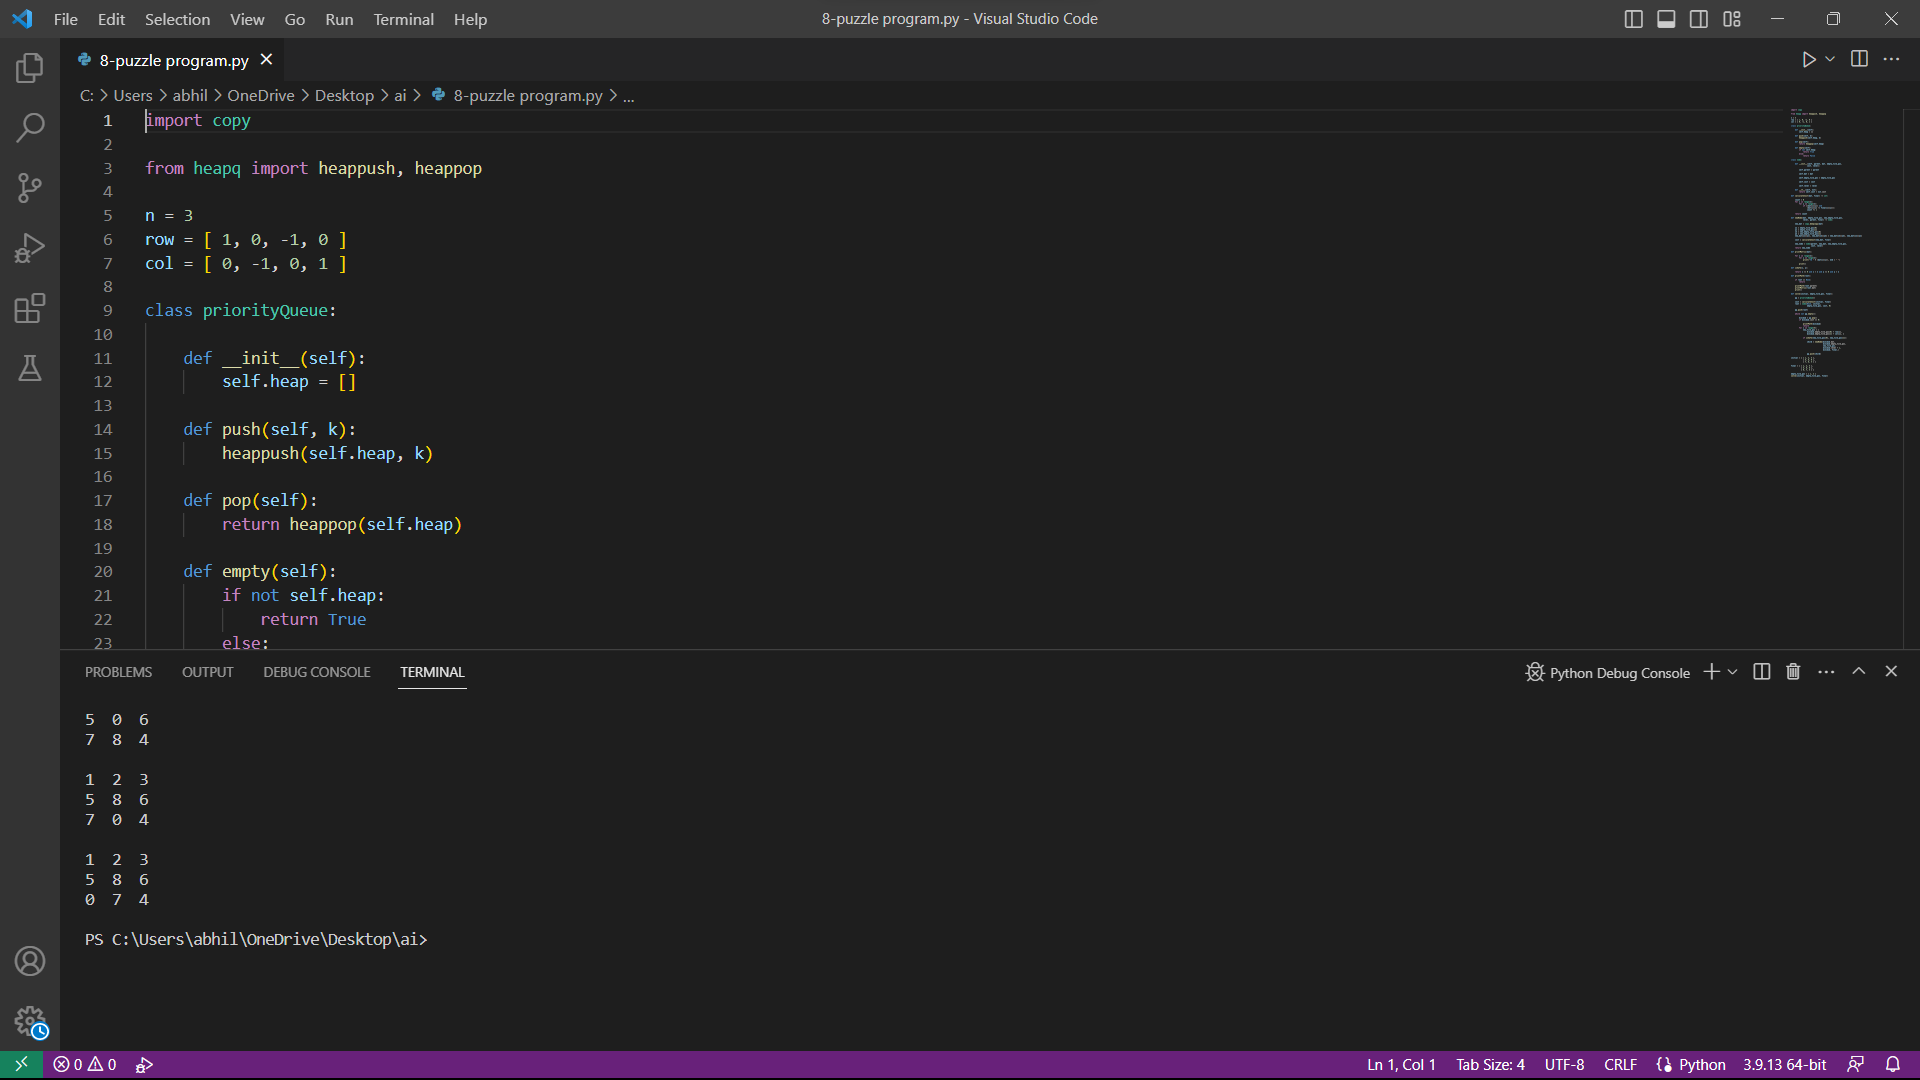 File Edit Selection View Go Run Terminal Help
8-puzzle program.py - Visual Studio Code
8-puzzle program.py
C: > Users > abhil > OneDrive > Desktop > ai > 8-puzzle program.py > ...
1 import copy
2
3 from heapq import heappush, heappop
4
5 n = 3
6 row = [ 1, 0, -1, 0 ]
7 col = [ 0, -1, 0, 1 ]
8
9 class priorityQueue:
10
11     def __init__(self):
12         self.heap = []
13
14     def push(self, k):
15         heappush(self.heap, k)
16
17     def pop(self):
18         return heappop(self.heap)
19
20     def empty(self):
21         if not self.heap:
22             return True
23         else:
PROBLEMS OUTPUT DEBUG CONSOLE TERMINAL
Python Debug Console
5 0 6
7 8 4
1 2 3
5 8 6
7 0 4
1 2 3
5 8 6
0 7 4
PS C:\Users\abhil\OneDrive\Desktop\ai>
0 0
Ln 1, Col 1 Tab Size: 4 UTF-8 CRLF Python 3.9.13 64-bit